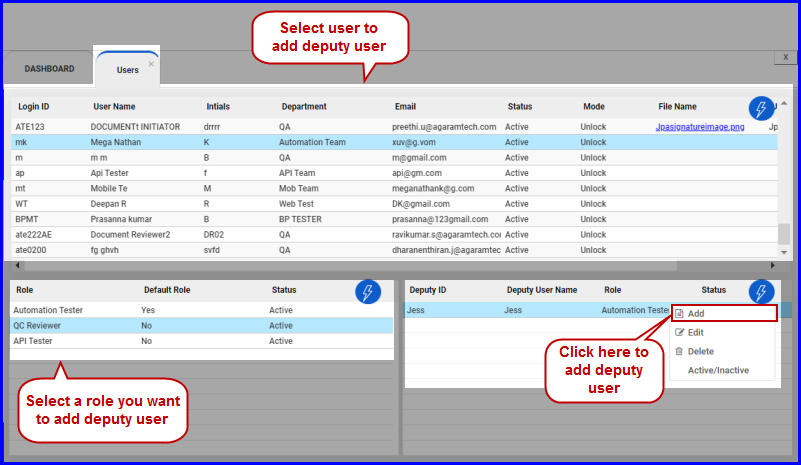 Select user to
add deputy user
DASHBOARD
Users
X
Login ID User Name Intials Department Email Status Mode File Name
ATE123 DOCUMENTt INITIATOR drrrr QA preethi.u@agaramtech.com Active Unlock Jpasignatureimage.png Jp
mk Mega Nathan K Automation Team xuv@g.vom Active Unlock
m m m B QA m@gmail.com Active Unlock
ap Api Tester f API Team api@gm.com Active Unlock
mt Mobile Te M Mob Team meganathank@g.com Active Unlock
WT Deepan R R Web Test DK@gmail.com Active Unlock
BPMT Prasanna kumar B BP TESTER prasanna@123gmail.com Active Unlock
ate222AE Document Reviewer2 DR02 QA ravikumar.s@agaramtech.com Active Unlock
ate0200 fg ghvh svfd QA dharanenthiran.j@agaramtec Active Unlock
Role Default Role Status
Automation Tester Yes Active
QC Reviewer No Active
API Tester No Active
Select a role you want
to add deputy user
Deputy ID Deputy User Name Role Status
Jess Jess Automation Teste
Add
Edit
Delete
Active/Inactive
Click here to
add deputy
user